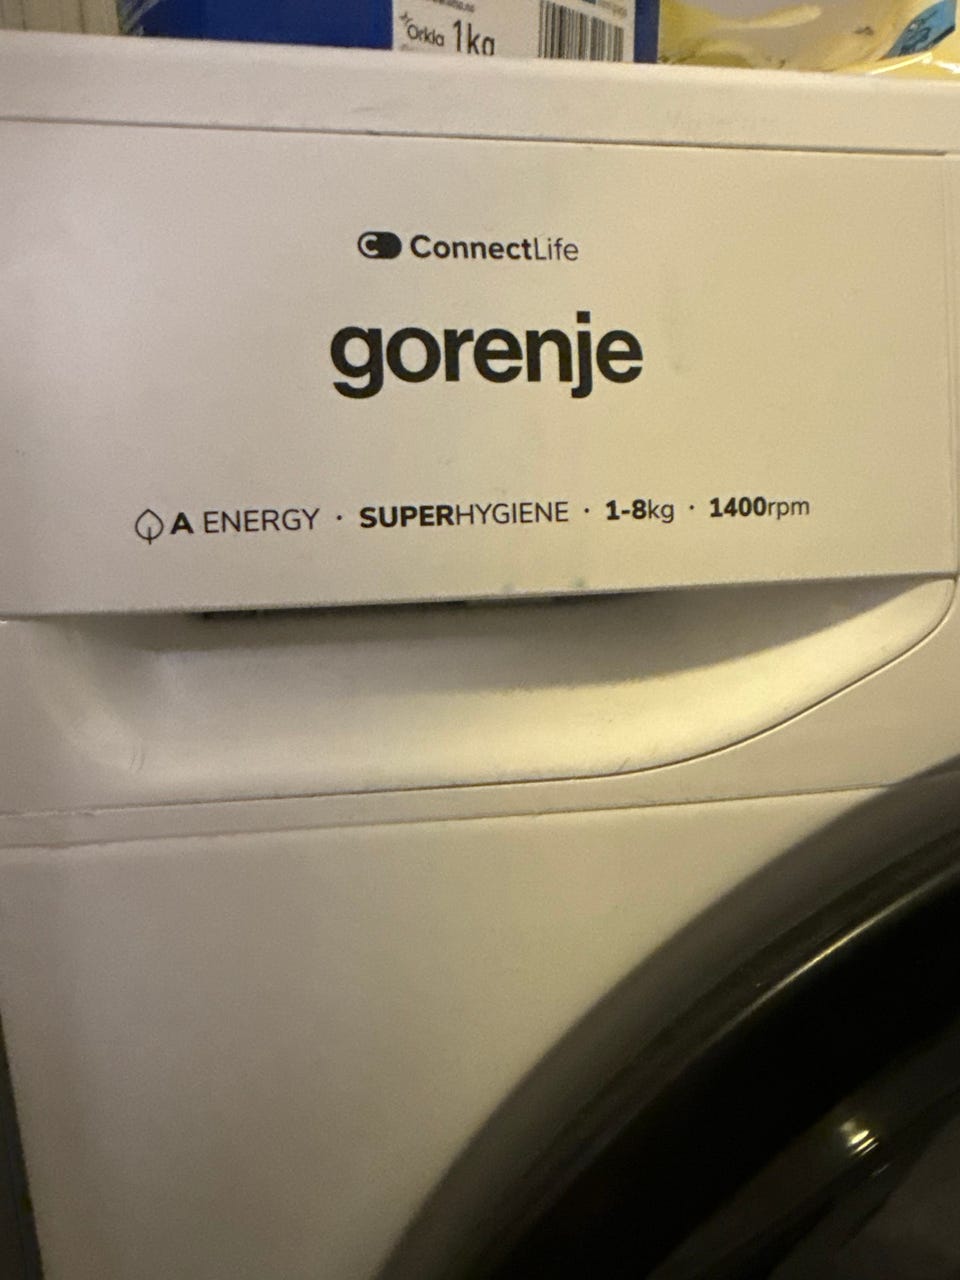 Orkla 1kg
ConnectLife
gorenje
A ENERGY · SUPERHYGIENE · 1-8kg · 1400rpm